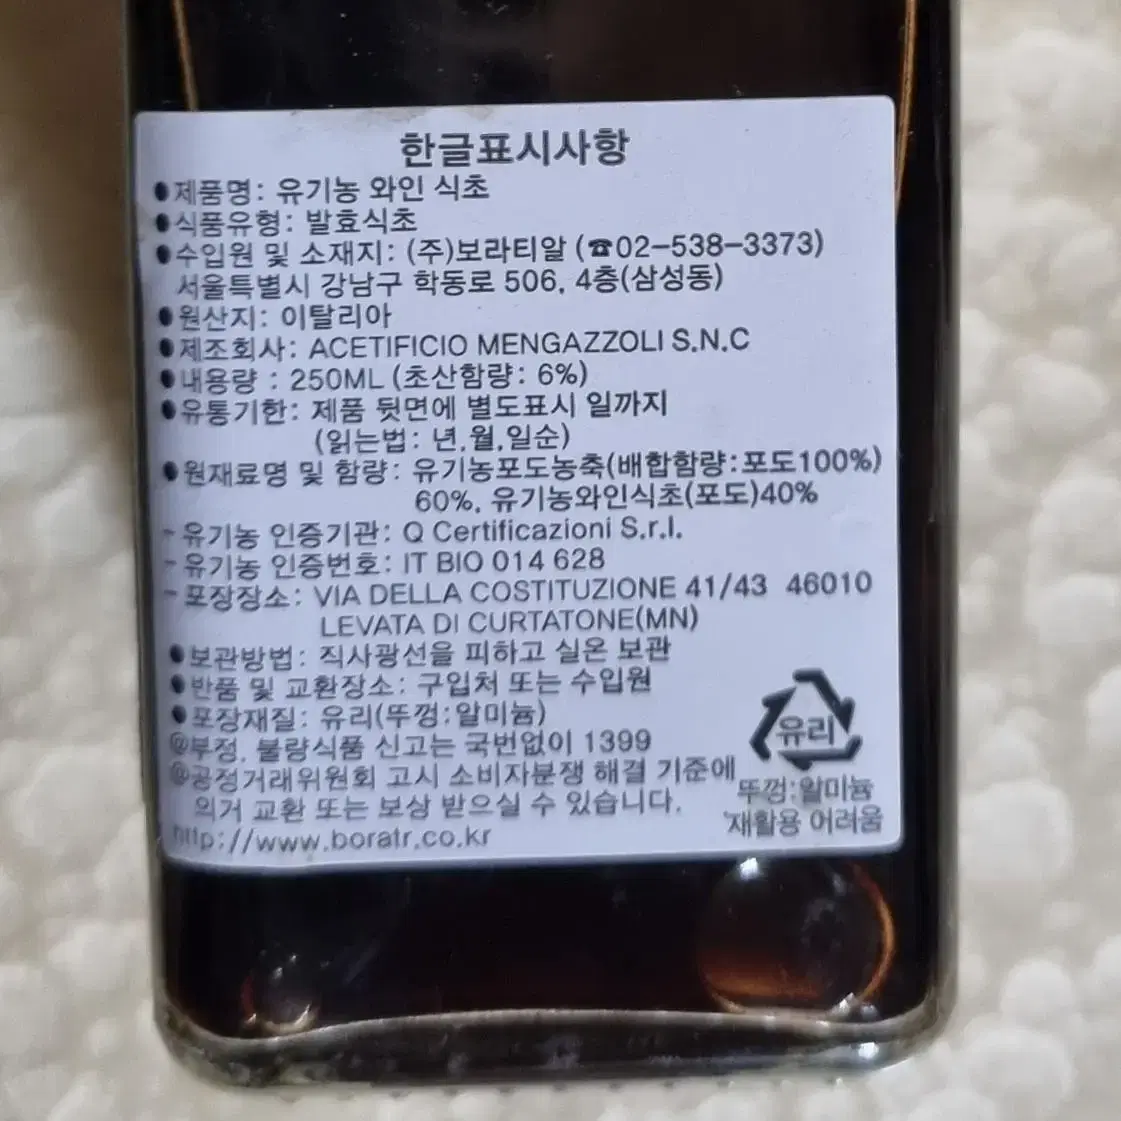 한글표시사항
●제품명: 유기농 와인 식초
●식품유형: 발효식초
●수입원 및 소재지: (주)보라티알 (☎02-538-3373)
서울특별시 강남구 학동로 506, 4층(삼성동)
●원산지: 이탈리아
●제조회사: ACETIFICIO MENGAZZOLI S.N.C
●내용량 : 250ML (초산함량: 6%)
●유통기한: 제품 뒷면에 별도표시 일까지
(읽는법: 년,월,일순)
●원재료명 및 함량: 유기농포도농축(배합함량:포도100%)
60%, 유기농와인식초(포도)40%
- 유기농 인증기관: Q Certificazioni S.r.l.
- 유기농 인증번호: IT BIO 014 628
- 포장장소: VIA DELLA COSTITUZIONE 41/43 46010
LEVATA DI CURTATONE(MN)
●보관방법: 직사광선을 피하고 실온 보관
●반품 및 교환장소: 구입처 또는 수입원
●포장재질: 유리(뚜껑:알미늄)
@부정, 불량식품 신고는 국번없이 1399
@공정거래위원회 고시 소비자분쟁 해결 기준에
의거 교환 또는 보상 받으실 수 있습니다.
http://www.boratr.co.kr
유리
뚜껑:알미늄
재활용 어려움